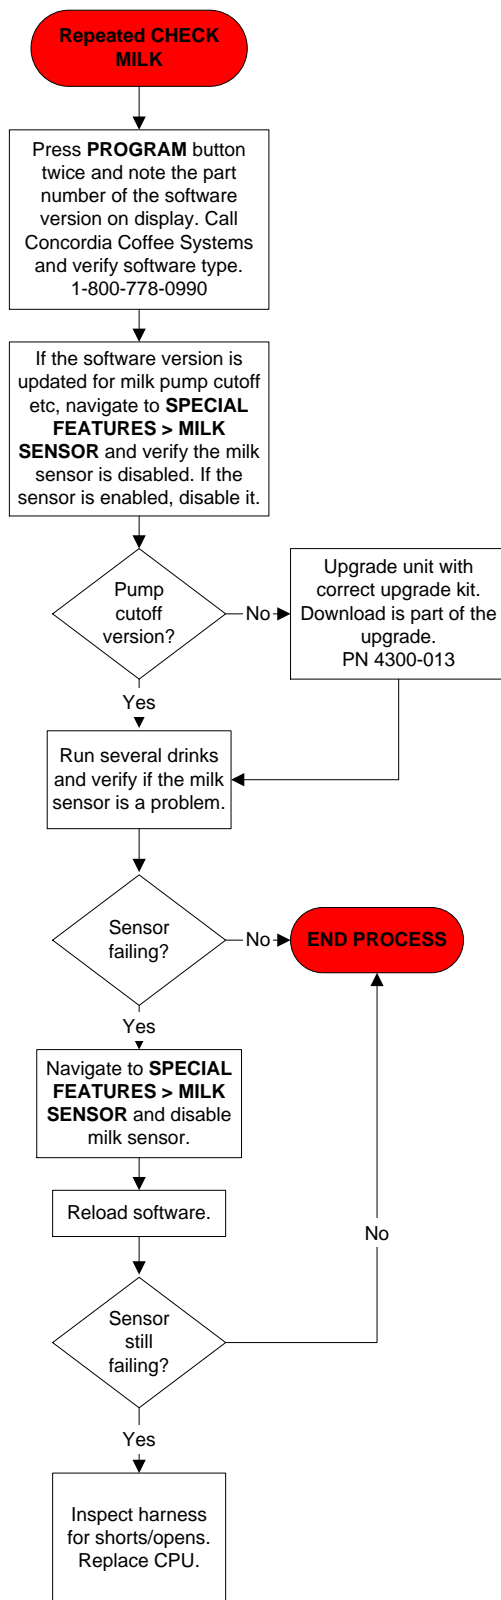 Repeated CHECK
MILK
Press PROGRAM button
twice and note the part
number of the software
version on display. Call
Concordia Coffee Systems
and verify software type.
1-800-778-0990
If the software version is
updated for milk pump cutoff
etc, navigate to SPECIAL
FEATURES > MILK
SENSOR and verify the milk
sensor is disabled. If the
sensor is enabled, disable it.
Pump
cutoff
version?
No
Upgrade unit with
correct upgrade kit.
Download is part of the
upgrade.
PN 4300-013
Yes
Run several drinks
and verify if the milk
sensor is a problem.
Sensor
failing?
No
END PROCESS
Yes
Navigate to SPECIAL
FEATURES > MILK
SENSOR and disable
milk sensor.
Reload software.
No
Sensor
still
failing?
Yes
Inspect harness
for shorts/opens.
Replace CPU.